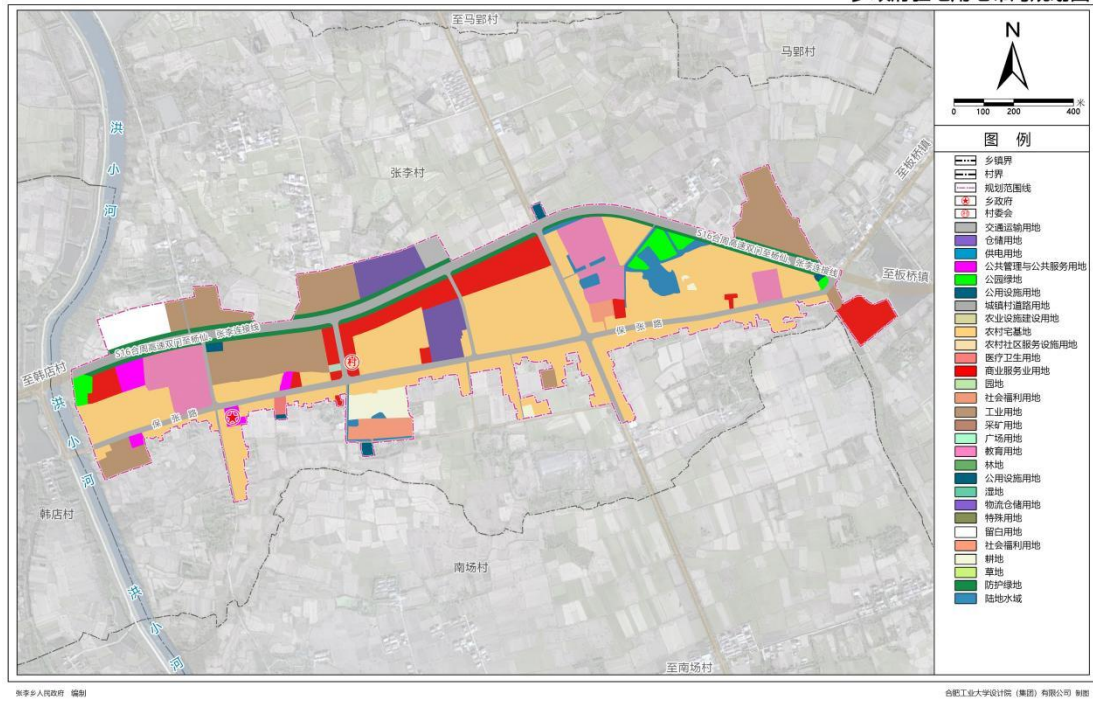 至马郢村
马郢村
张李村
至板桥镇
至板桥镇
S16合周高速双门至杨仙、张李连接线
S16合周高速双门至杨仙、张李连接线
保张路
保张路
至韩店村
韩店村
南场村
至南场村
洪小河
洪小河
洪小河
村
N
0 100 200 400 米
图 例
乡镇界
村界
规划范围线
乡政府
村委会
交通运输用地
仓储用地
供电用地
公共管理与公共服务用地
公园绿地
公用设施用地
城镇村道路用地
农业设施建设用地
农村宅基地
农村社区服务设施用地
医疗卫生用地
商业服务业用地
园地
社会福利用地
工业用地
采矿用地
广场用地
教育用地
林地
公用设施用地
湿地
物流仓储用地
特殊用地
留白用地
社会福利用地
耕地
草地
防护绿地
陆地水域
张李乡人民政府 编制
合肥工业大学设计院（集团）有限公司 制图